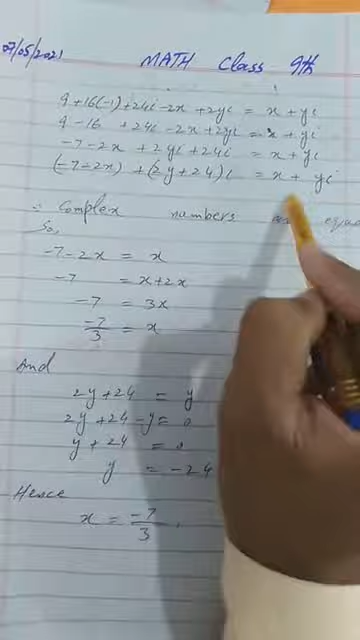 07/05/2021
MATH Class 9th
9+16(-1)+24i-2x+2yi = x+yi
9-16 +24i-2x+2yi = x+yi
-7-2x+2yi+24i = x+yi
(-7-2x)+(2y+24)i = x+yi
∴ Complex numbers are
So,
-7-2x = x
-7 = x+2x
-7 = 3x
-7/3 = x
And
2y+24 = y
2y+24-y = 0
y+24 = 0
y = -24
Hence
x = -7/3,